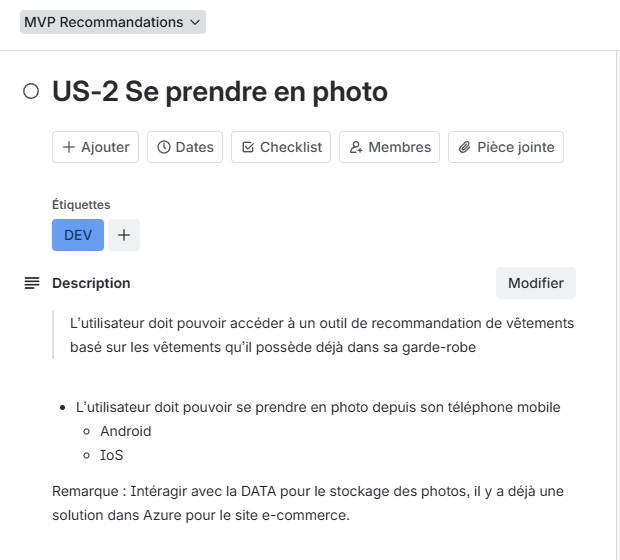 MVP Recommandations
US-2 Se prendre en photo
Ajouter
Dates
Checklist
Membres
Pièce jointe
Étiquettes
DEV
Description
Modifier
L'utilisateur doit pouvoir accéder à un outil de recommandation de vêtements
basé sur les vêtements qu'il possède déjà dans sa garde-robe
L'utilisateur doit pouvoir se prendre en photo depuis son téléphone mobile
Android
IoS
Remarque : Intéragir avec la DATA pour le stockage des photos, il y a déjà une
solution dans Azure pour le site e-commerce.